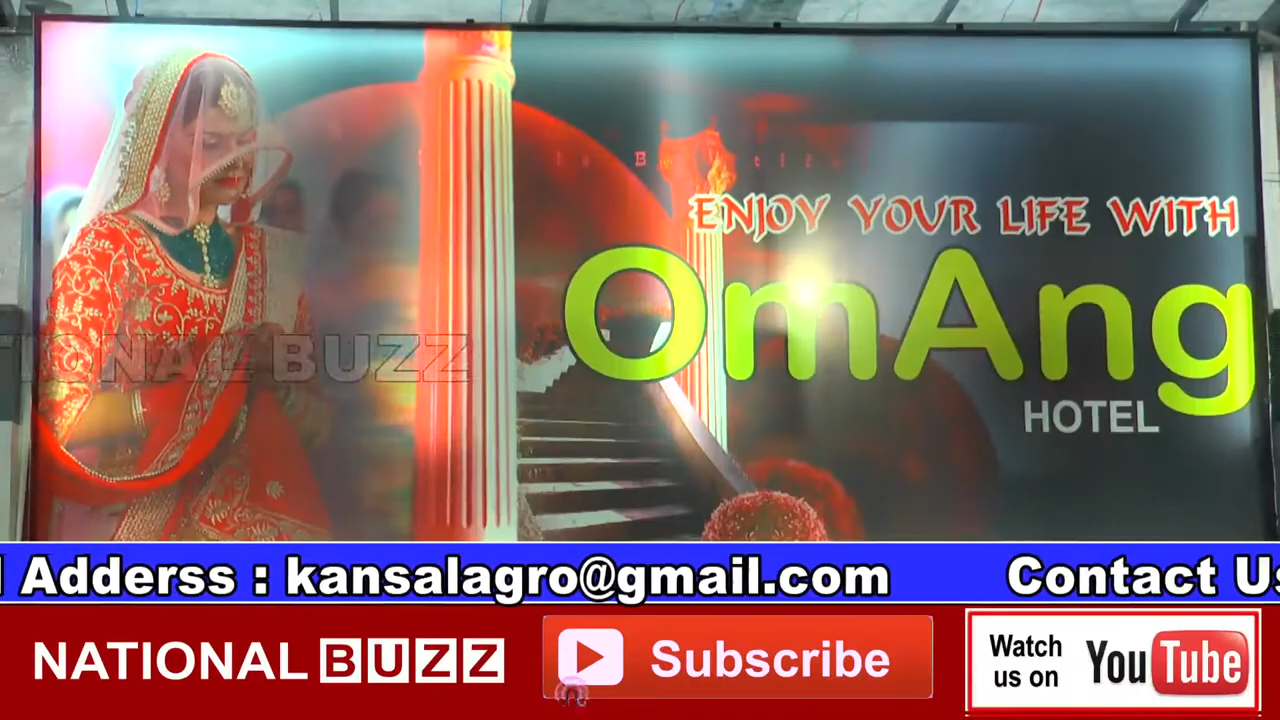 ENJOY YOUR LIFE WITH
OmAng
HOTEL
IONAL BUZZ
l Adderss : kansalagro@gmail.com Contact Us
NATIONAL BUZZ
Subscribe
Watch
us on
YouTube